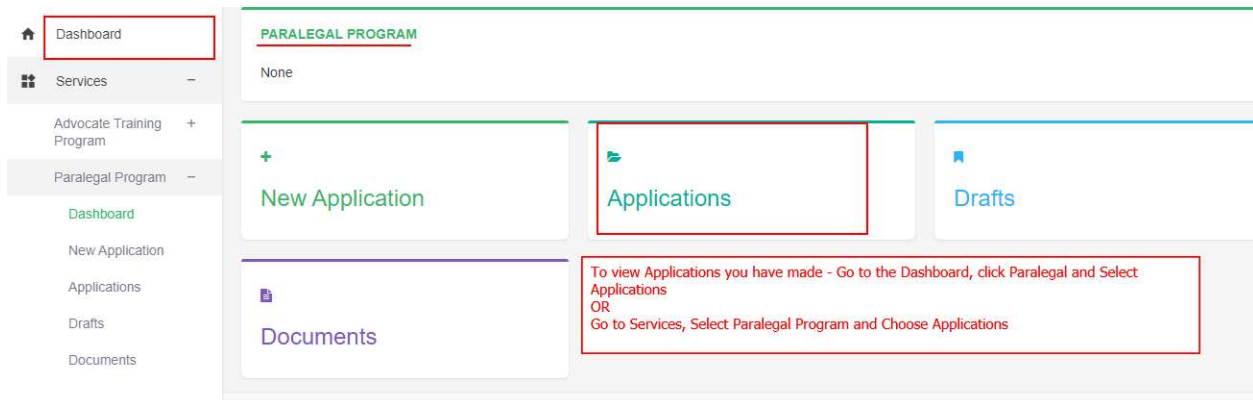 Dashboard
Services
Advocate Training
Program
Paralegal Program
Dashboard
New Application
Applications
Drafts
Documents
PARALEGAL PROGRAM
None
New Application
Applications
Drafts
Documents
To view Applications you have made - Go to the Dashboard, click Paralegal and Select
Applications
OR
Go to Services, Select Paralegal Program and Choose Applications